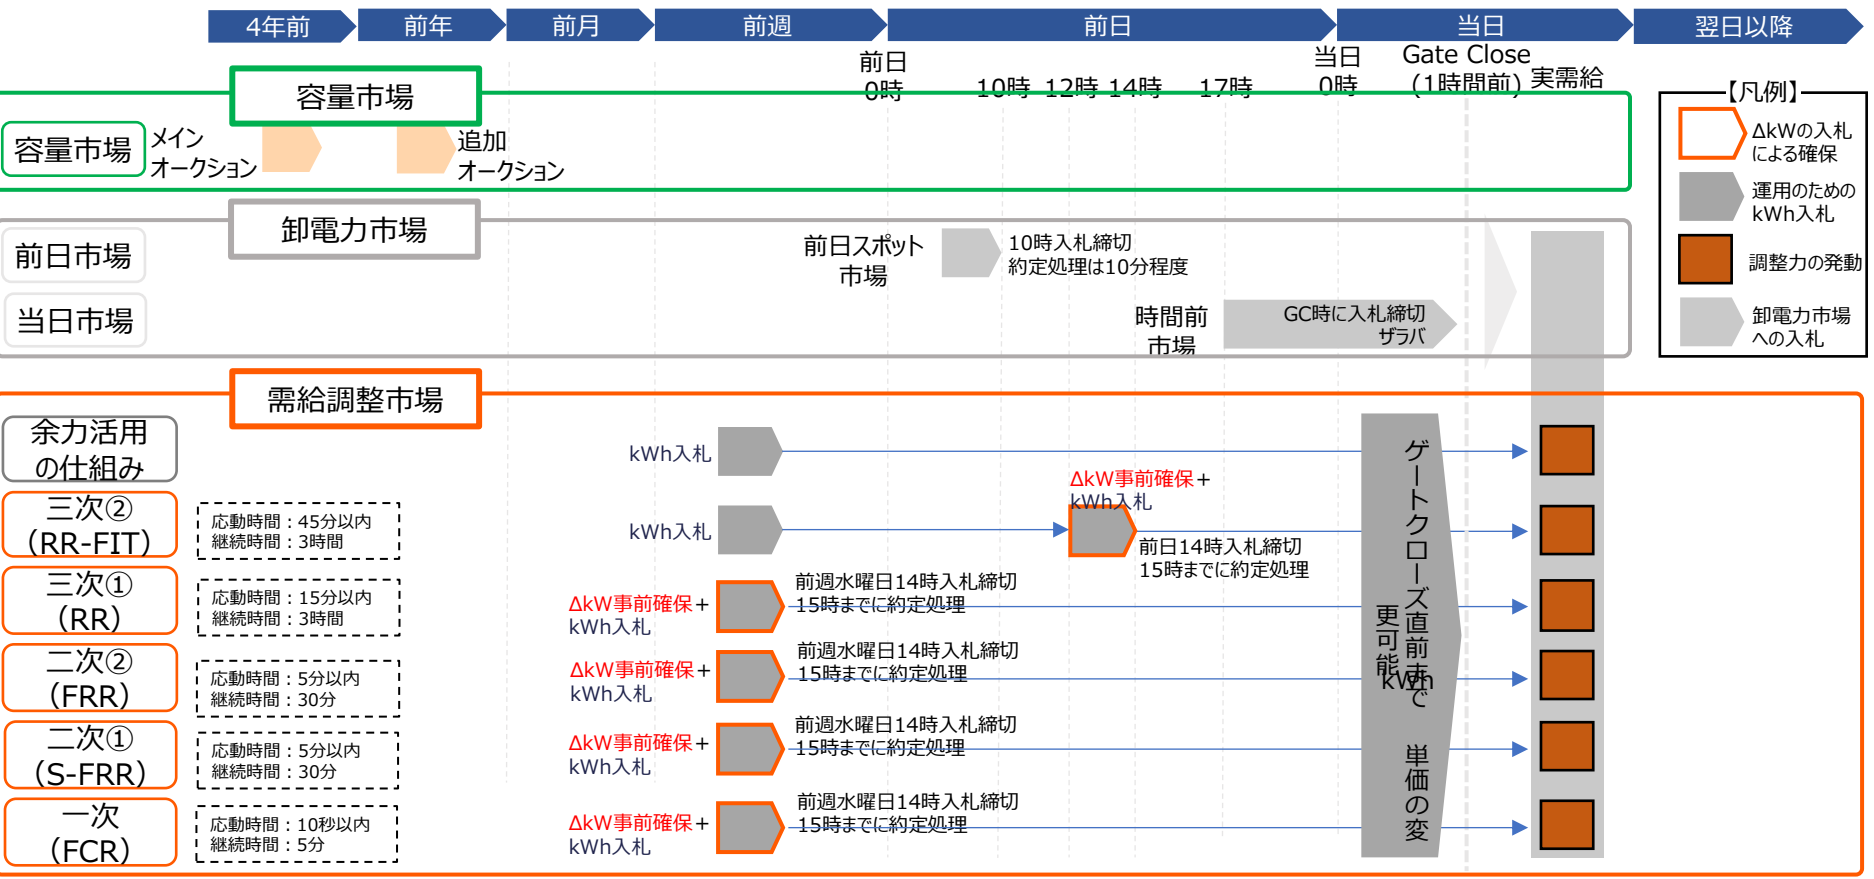 4年前
前年
前月
前週
前日
当日
翌日以降
前日
0時
10時
12時
14時
17時
当日
0時
Gate Close
(1時間前)
実需給
容量市場
容量市場
メイン
オークション
追加
オークション
【凡例】
ΔkWの入札
による確保
運用のための
kWh入札
調整力の発動
卸電力市場
への入札
卸電力市場
前日市場
前日スポット
市場
10時入札締切
約定処理は10分程度
当日市場
時間前
市場
GC時に入札締切
ザラバ
需給調整市場
余力活用
の仕組み
kWh入札
三次②
(RR-FIT)
応動時間：45分以内
継続時間：3時間
kWh入札
ΔkW事前確保+
kWh入札
前日14時入札締切
15時までに約定処理
三次①
(RR)
応動時間：15分以内
継続時間：3時間
ΔkW事前確保+
kWh入札
前週水曜日14時入札締切
15時までに約定処理
二次②
(FRR)
応動時間：5分以内
継続時間：30分
ΔkW事前確保+
kWh入札
前週水曜日14時入札締切
15時までに約定処理
二次①
(S-FRR)
応動時間：5分以内
継続時間：30分
ΔkW事前確保+
kWh入札
前週水曜日14時入札締切
15時までに約定処理
一次
(FCR)
応動時間：10秒以内
継続時間：5分
ΔkW事前確保+
kWh入札
前週水曜日14時入札締切
15時までに約定処理
ゲートクローズ直前まで
kWh
単価の変
更可能